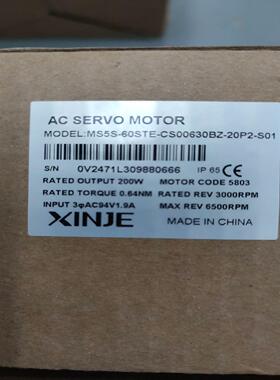 AC SERVO MOTOR
MODEL:MS5S-60STE-CS00630BZ-20P2-S01
S/N 0V2471L309880666 IP 65 CE
RATED OUTPUT 200W MOTOR CODE 5803
RATED TORQUE 0.64NM RATED REV 3000RPM
INPUT 3φAC94V1.9A MAX REV 6500RPM
XINJE MADE IN CHINA